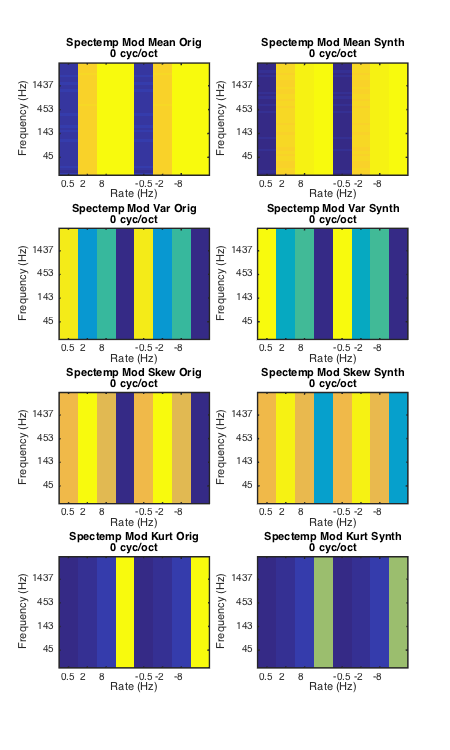 Spectemp Mod Mean Orig
0 cyc/oct
Frequency (Hz)
1437
453
143
45
0.5 2 8 -0.5 -2 -8
Rate (Hz)
Spectemp Mod Mean Synth
0 cyc/oct
Frequency (Hz)
1437
453
143
45
0.5 2 8 -0.5 -2 -8
Rate (Hz)
Spectemp Mod Var Orig
0 cyc/oct
Frequency (Hz)
1437
453
143
45
0.5 2 8 -0.5 -2 -8
Rate (Hz)
Spectemp Mod Var Synth
0 cyc/oct
Frequency (Hz)
1437
453
143
45
0.5 2 8 -0.5 -2 -8
Rate (Hz)
Spectemp Mod Skew Orig
0 cyc/oct
Frequency (Hz)
1437
453
143
45
0.5 2 8 -0.5 -2 -8
Rate (Hz)
Spectemp Mod Skew Synth
0 cyc/oct
Frequency (Hz)
1437
453
143
45
0.5 2 8 -0.5 -2 -8
Rate (Hz)
Spectemp Mod Kurt Orig
0 cyc/oct
Frequency (Hz)
1437
453
143
45
0.5 2 8 -0.5 -2 -8
Rate (Hz)
Spectemp Mod Kurt Synth
0 cyc/oct
Frequency (Hz)
1437
453
143
45
0.5 2 8 -0.5 -2 -8
Rate (Hz)